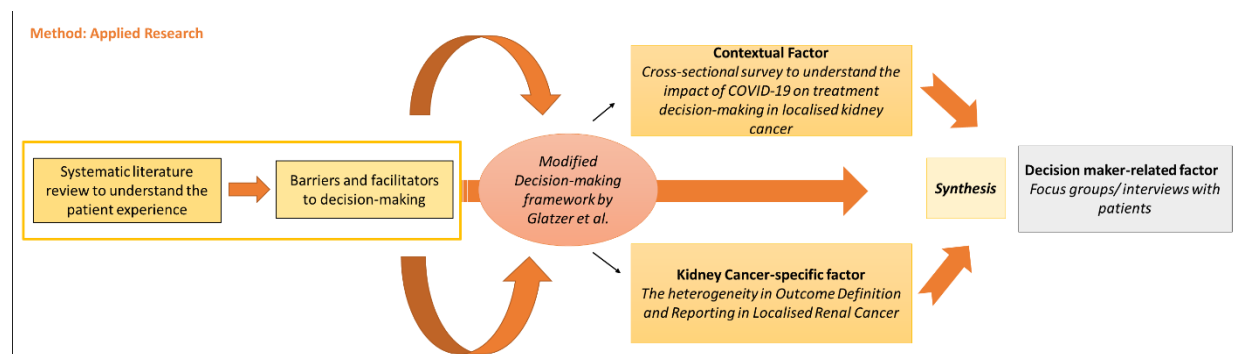 Method: Applied Research
Systematic literature
review to understand the
patient experience
Barriers and facilitators
to decision-making
Modified
Decision-making
framework by
Glatzer et al.
Contextual Factor
Cross-sectional survey to understand the
impact of COVID-19 on treatment
decision-making in localised kidney
cancer
Kidney Cancer-specific factor
The heterogeneity in Outcome Definition
and Reporting in Localised Renal Cancer
Synthesis
Decision maker-related factor
Focus groups/ interviews with
patients